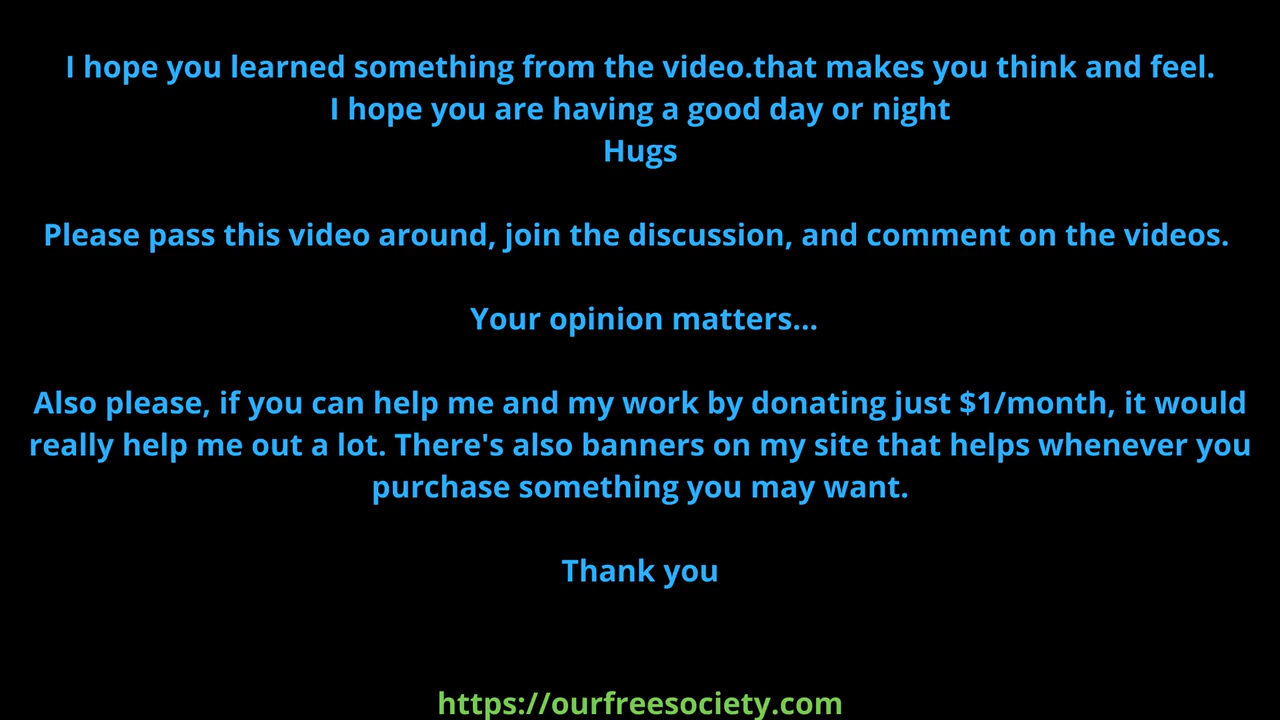 I hope you learned something from the video.that makes you think and feel.
I hope you are having a good day or night
Hugs
Please pass this video around, join the discussion, and comment on the videos.
Your opinion matters...
Also please, if you can help me and my work by donating just $1/month, it would
really help me out a lot. There's also banners on my site that helps whenever you
purchase something you may want.
Thank you
https://ourfreesociety.com